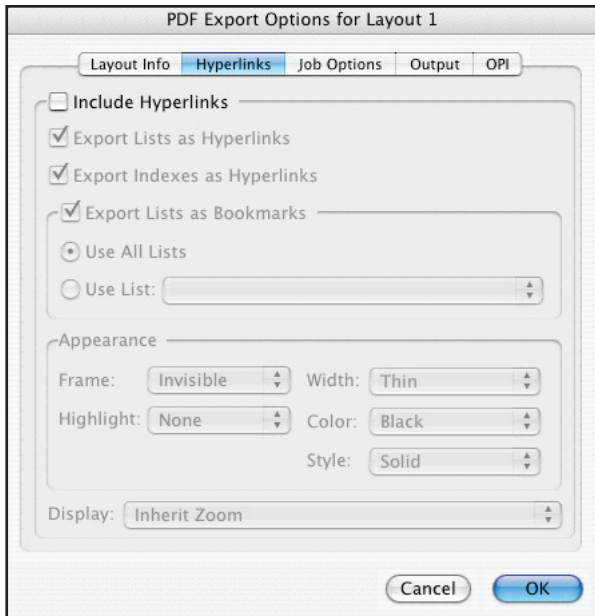 PDF Export Options for Layout 1
Layout Info Hyperlinks Job Options Output OPI
Include Hyperlinks
Export Lists as Hyperlinks
Export Indexes as Hyperlinks
Export Lists as Bookmarks
Use All Lists
Use List:
Appearance
Frame: Invisible Width: Thin
Highlight: None Color: Black
Style: Solid
Display: Inherit Zoom
Cancel OK